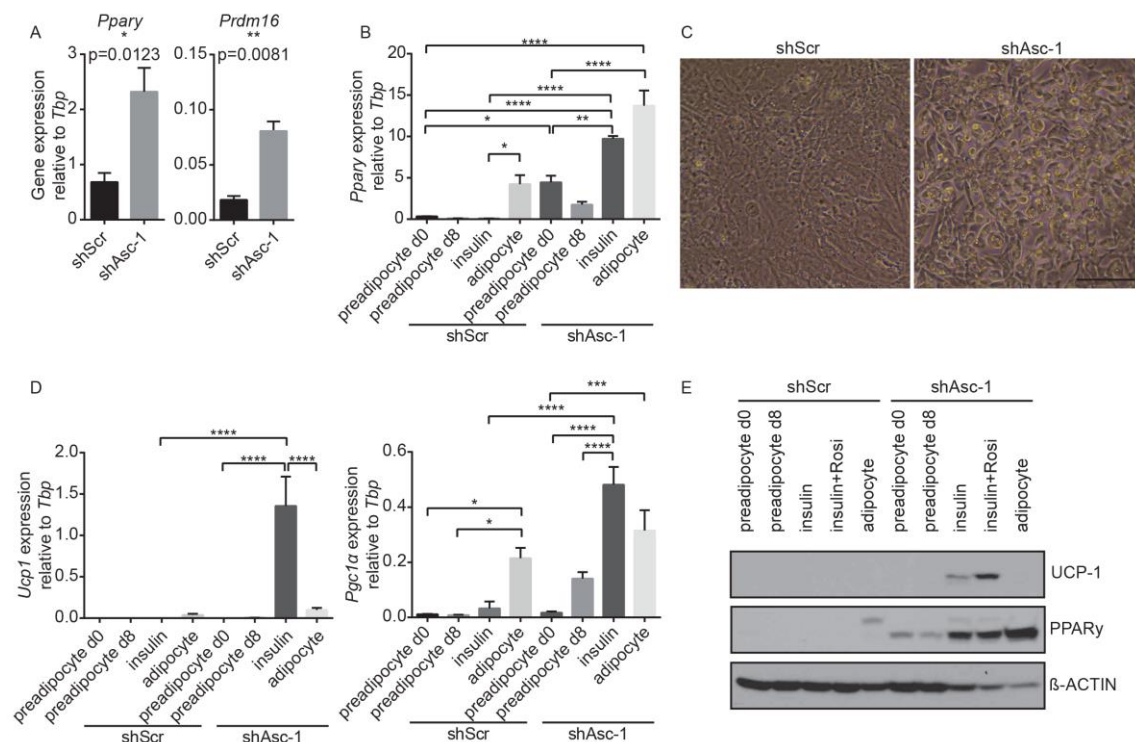 A
Pparγ
*
p=0.0123
Prdm16
**
p=0.0081
Gene expression
relative to Tbp
3
2
1
0
0.15
0.10
0.05
0.00
shScr
shAsc-1
shScr
shAsc-1
B
****
****
****
****
*
**
*
Pparγ expression
relative to Tbp
20
15
10
5
0
preadipocyte d0
preadipocyte d8
insulin
adipocyte
preadipocyte d0
preadipocyte d8
insulin
adipocyte
shScr
shAsc-1
C
shScr
shAsc-1
D
****
****
****
Ucp1 expression
relative to Tbp
2.0
1.5
1.0
0.5
0.0
preadipocyte d0
preadipocyte d8
insulin
adipocyte
preadipocyte d0
preadipocyte d8
insulin
adipocyte
shScr
shAsc-1
***
****
****
****
*
*
Pgc1α expression
relative to Tbp
0.6
0.4
0.2
0.0
preadipocyte d0
preadipocyte d8
insulin
adipocyte
preadipocyte d0
preadipocyte d8
insulin
adipocyte
shScr
shAsc-1
E
shScr
shAsc-1
preadipocyte d0
preadipocyte d8
insulin
insulin+Rosi
adipocyte
preadipocyte d0
preadipocyte d8
insulin
insulin+Rosi
adipocyte
UCP-1
PPARγ
ß-ACTIN